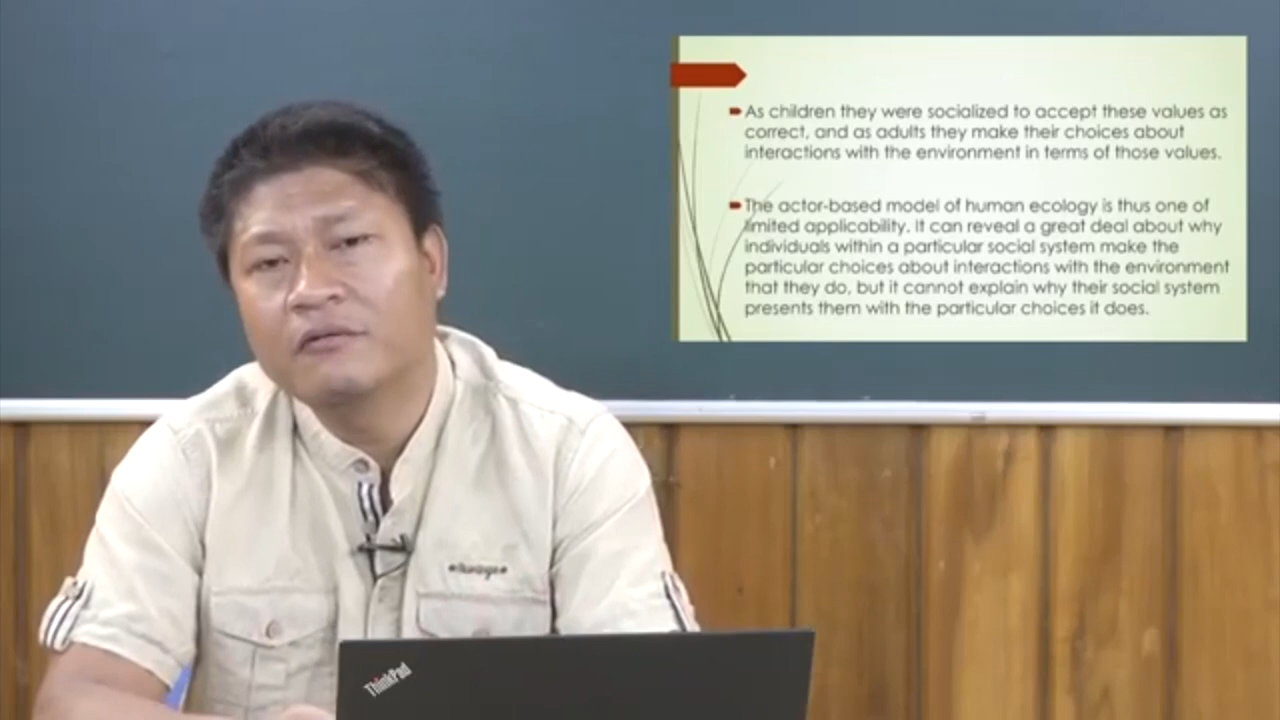 As children they were socialized to accept these values as
correct, and as adults they make their choices about
interactions with the environment in terms of those values.
The actor-based model of human ecology is thus one of
limited applicability. It can reveal a great deal about why
individuals within a particular social system make the
particular choices about interactions with the environment
that they do, but it cannot explain why their social system
presents them with the particular choices it does.
ThinkPad